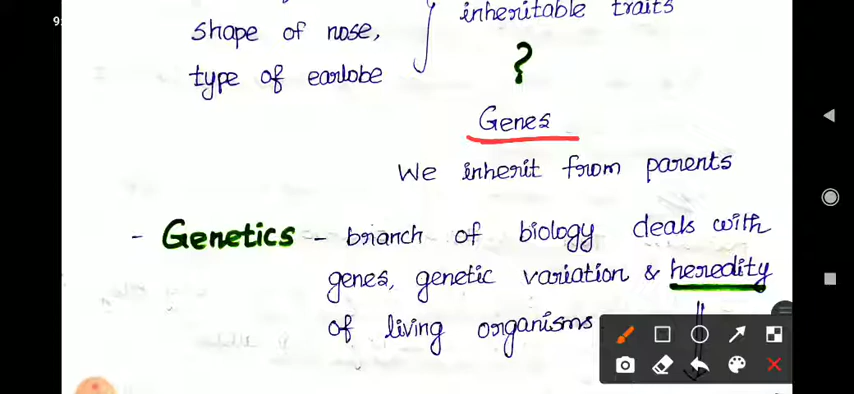 9:
inheritable traits
shape of nose,
type of earlobe
?
Genes
We inherit from parents
- Genetics - branch of biology deals with
genes, genetic variation & heredity
of living organisms